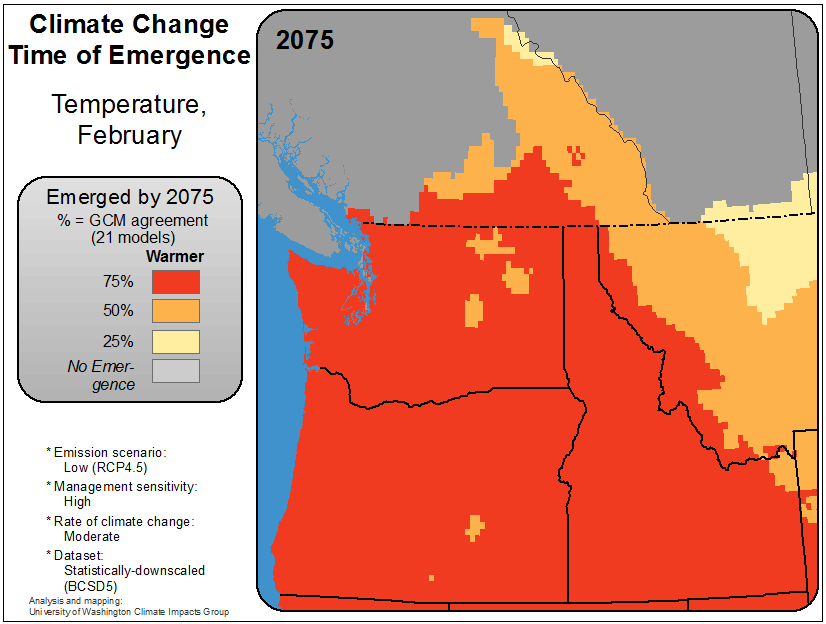 Climate Change
Time of Emergence
Temperature,
February
Emerged by 2075
% = GCM agreement
(21 models)
Warmer
75%
50%
25%
No Emer-
gence
* Emission scenario:
Low (RCP4.5)
* Management sensitivity:
High
* Rate of climate change:
Moderate
* Dataset:
Statistically-downscaled
(BCSD5)
Analysis and mapping:
University of Washington Climate Impacts Group
2075